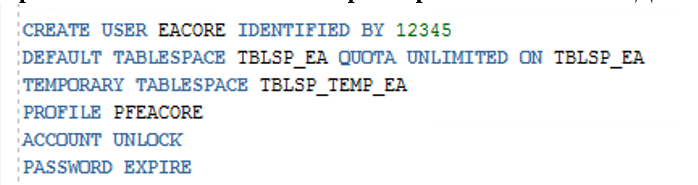 CREATE USER EACORE IDENTIFIED BY 12345
DEFAULT TABLESPACE TBLSP_EA QUOTA UNLIMITED ON TBLSP_EA
TEMPORARY TABLESPACE TBLSP_TEMP_EA
PROFILE PFEACORE
ACCOUNT UNLOCK
PASSWORD EXPIRE